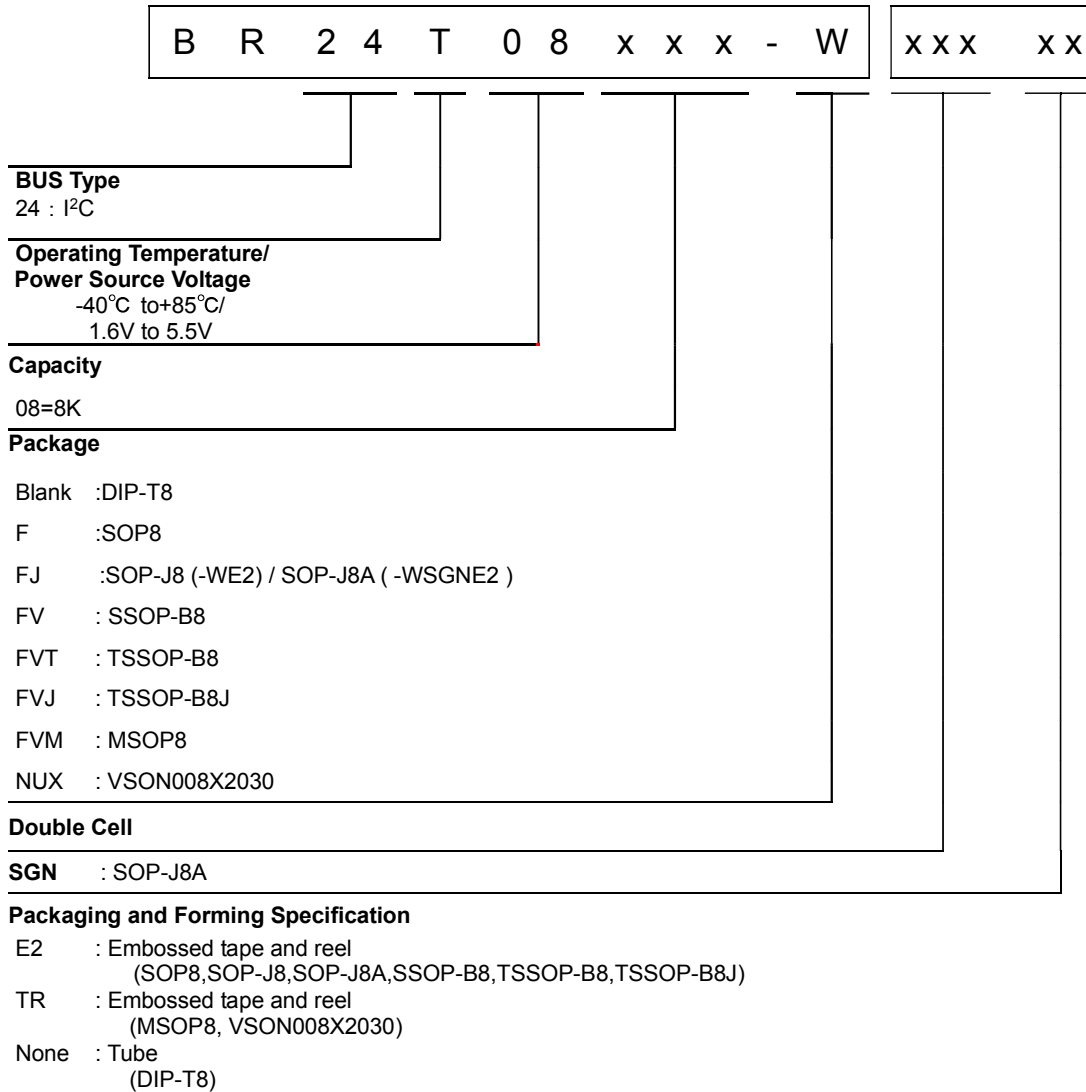 B R 2 4 T 0 8 x x x - W x x x x x
BUS Type
24 : I²C
Operating Temperature/
Power Source Voltage
-40℃ to+85℃/
1.6V to 5.5V
Capacity
08=8K
Package
Blank :DIP-T8
F :SOP8
FJ :SOP-J8 (-WE2) / SOP-J8A ( -WSGNE2 )
FV : SSOP-B8
FVT : TSSOP-B8
FVJ : TSSOP-B8J
FVM : MSOP8
NUX : VSON008X2030
Double Cell
SGN : SOP-J8A
Packaging and Forming Specification
E2 : Embossed tape and reel
(SOP8,SOP-J8,SOP-J8A,SSOP-B8,TSSOP-B8,TSSOP-B8J)
TR : Embossed tape and reel
(MSOP8, VSON008X2030)
None : Tube
(DIP-T8)